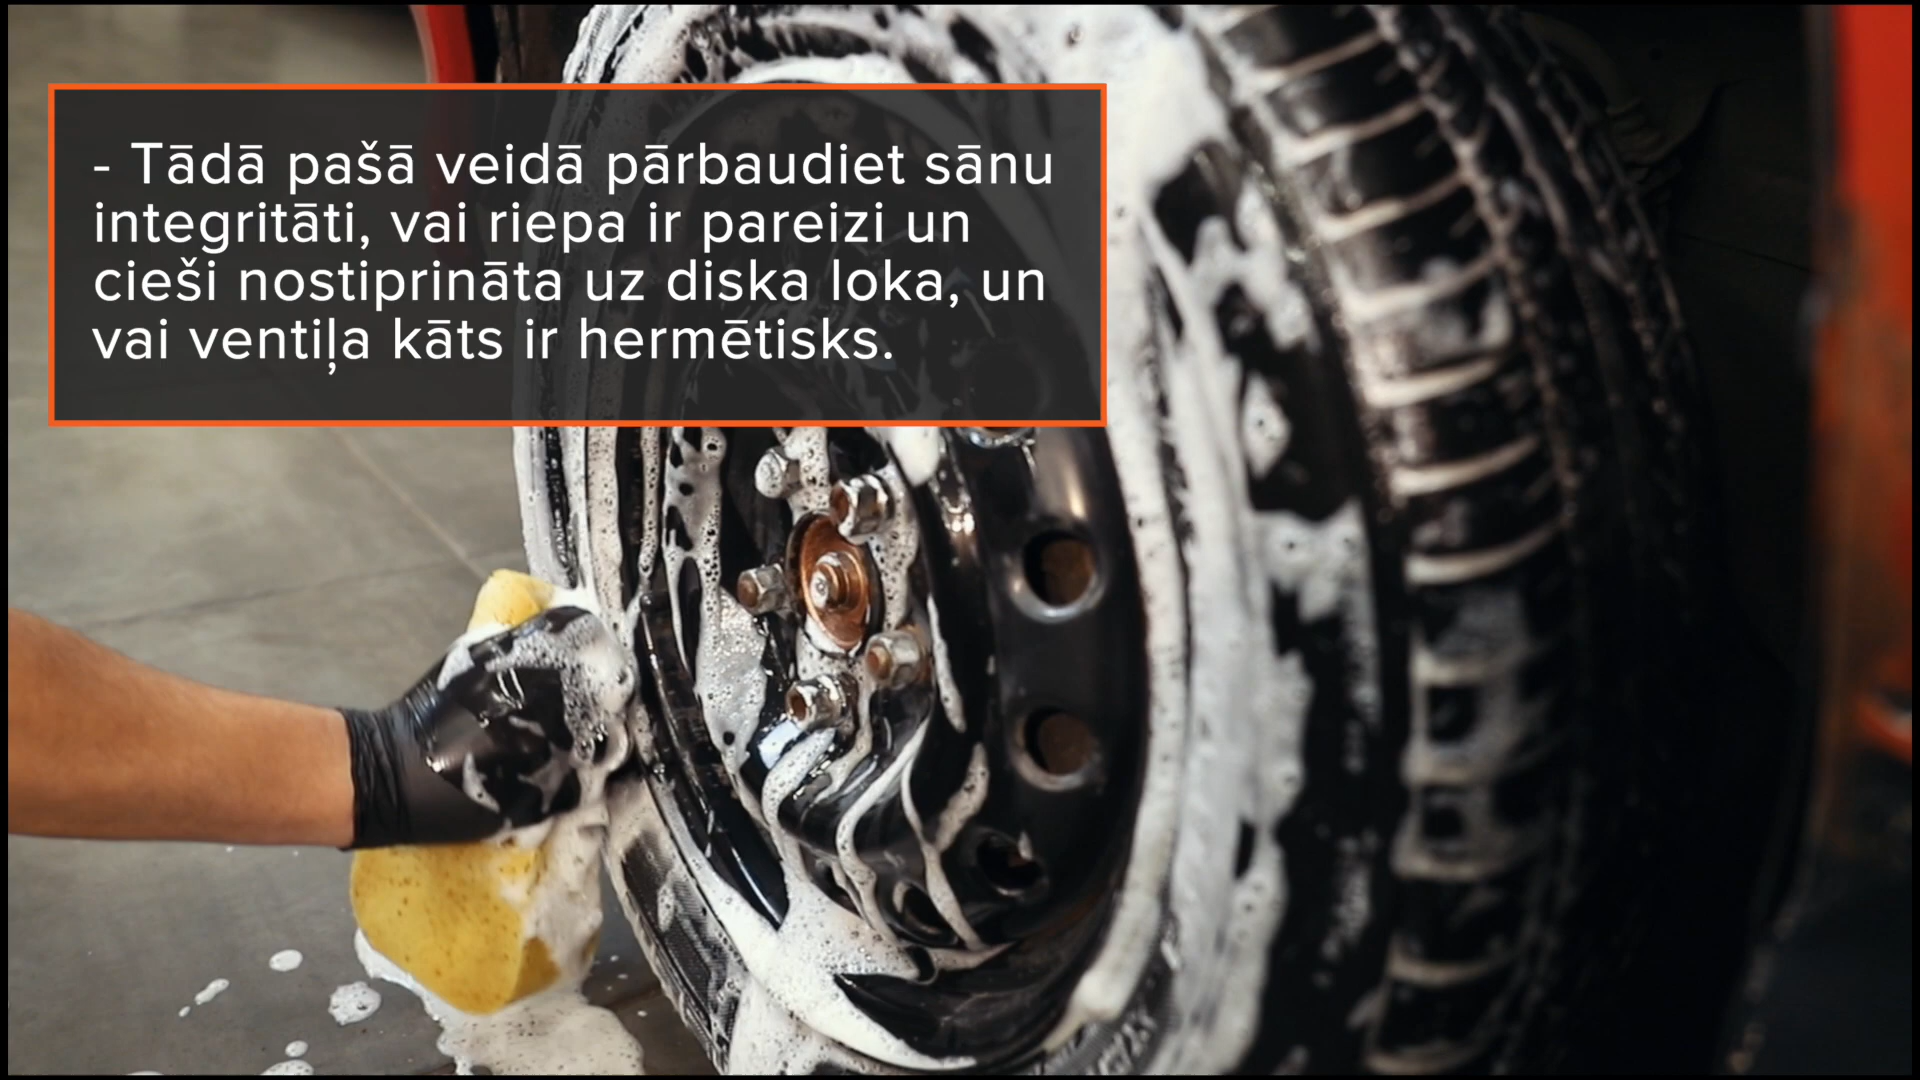 - Tādā pašā veidā pārbaudiet sānu
integritāti, vai riepa ir pareizi un
cieši nostiprināta uz diska loka, un
vai ventiļa kāts ir hermētisks.